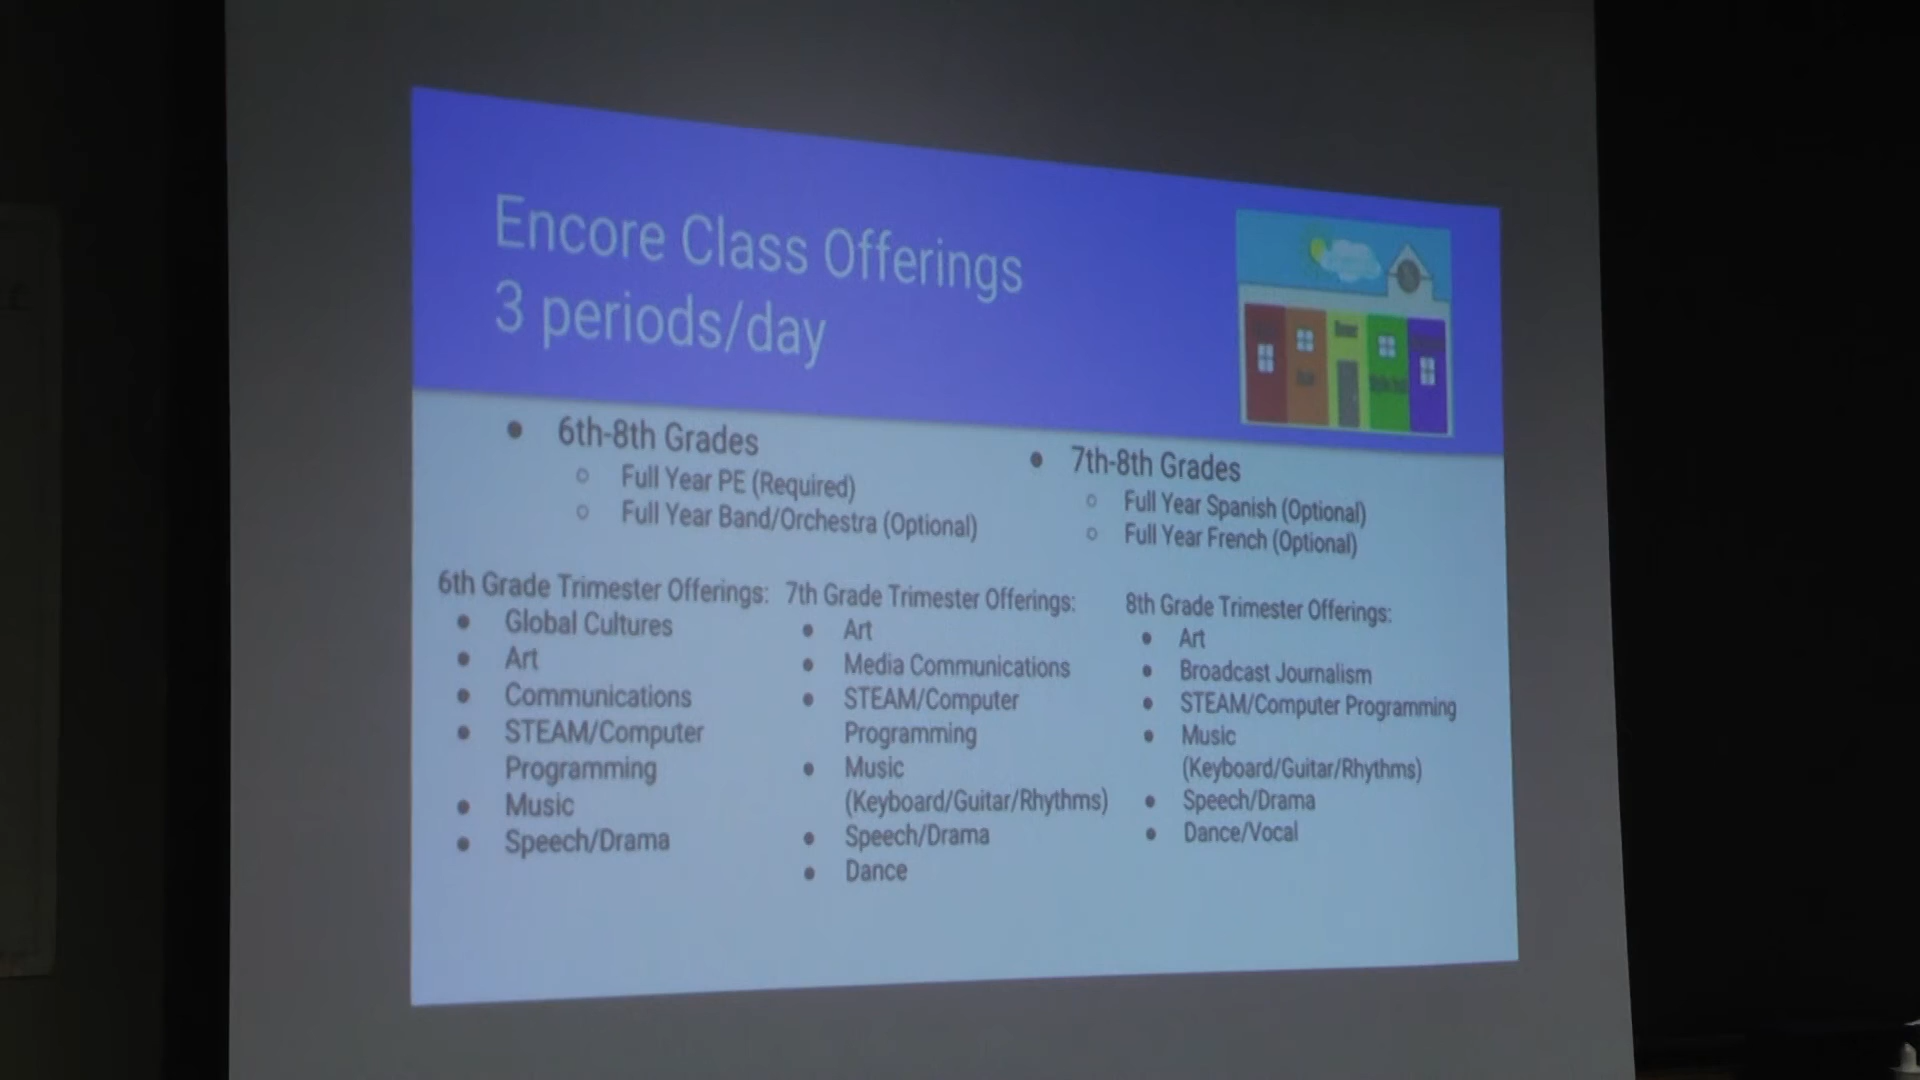 Encore Class Offerings
3 periods/day
6th-8th Grades
Full Year PE (Required)
Full Year Band/Orchestra (Optional)
7th-8th Grades
Full Year Spanish (Optional)
Full Year French (Optional)
6th Grade Trimester Offerings:
Global Cultures
Art
Communications
STEAM/Computer
Programming
Music
Speech/Drama
7th Grade Trimester Offerings:
Art
Media Communications
STEAM/Computer
Programming
Music
(Keyboard/Guitar/Rhythms)
Speech/Drama
Dance
8th Grade Trimester Offerings:
Art
Broadcast Journalism
STEAM/Computer Programming
Music
(Keyboard/Guitar/Rhythms)
Speech/Drama
Dance/Vocal